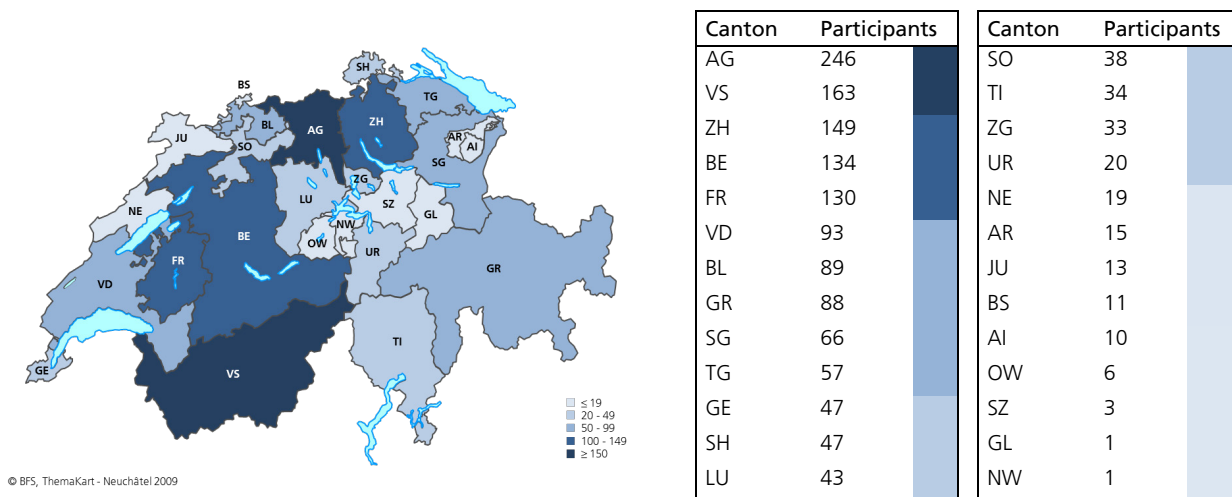 SH
BS
TG
BL
ZH
AG
JU
AR
SO
AI
SG
ZG
LU
SZ
NE
GL
NW
BE
OW
UR
FR
GR
VD
TI
GE
VS
≤ 19
20 - 49
50 - 99
100 - 149
≥ 150
© BFS, ThemaKart - Neuchâtel 2009
Canton Participants
AG 246
VS 163
ZH 149
BE 134
FR 130
VD 93
BL 89
GR 88
SG 66
TG 57
GE 47
SH 47
LU 43
Canton Participants
SO 38
TI 34
ZG 33
UR 20
NE 19
AR 15
JU 13
BS 11
AI 10
OW 6
SZ 3
GL 1
NW 1